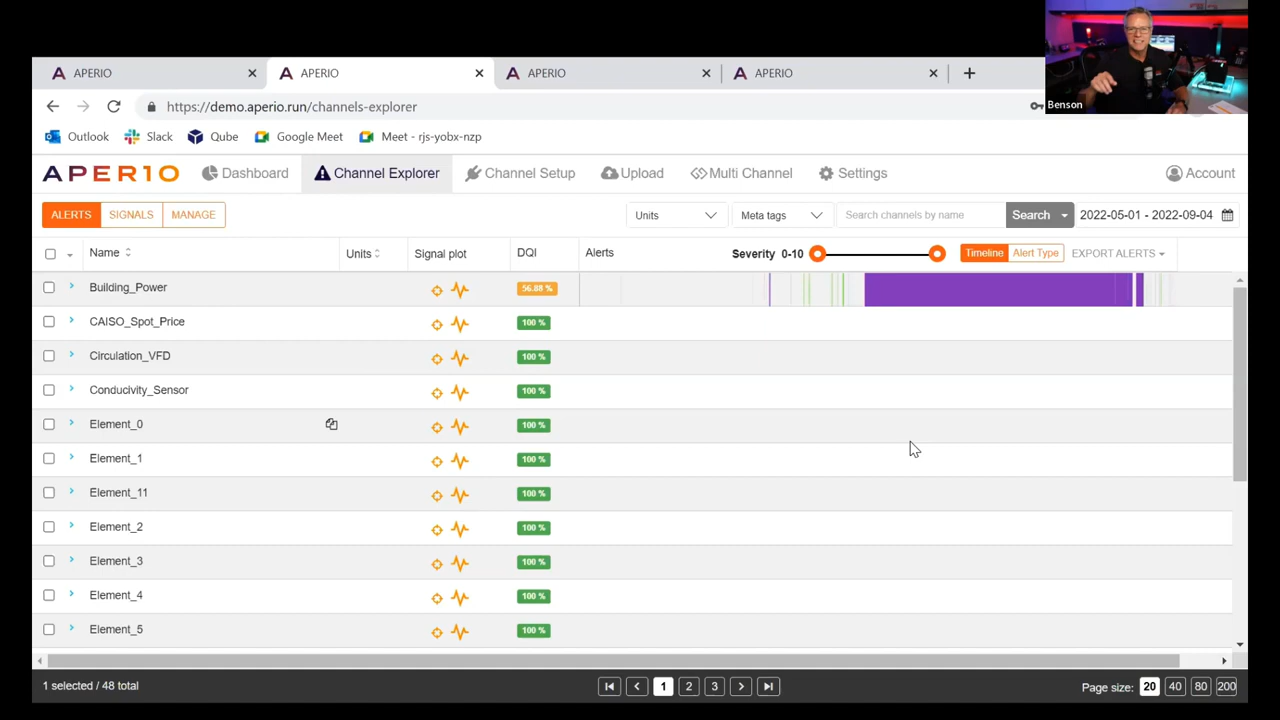 APERIO
APERIO
APERIO
APERIO
https://demo.aperio.run/channels-explorer
Benson
Outlook
Slack
Qube
Google Meet
Meet - rjs-yobx-nzp
APER1O
Dashboard
Channel Explorer
Channel Setup
Upload
Multi Channel
Settings
Account
ALERTS
SIGNALS
MANAGE
Units
Meta tags
Search channels by name
Search
2022-05-01 - 2022-09-04
Name
Units
Signal plot
DQI
Alerts
Severity 0-10
Timeline
Alert Type
EXPORT ALERTS
Building_Power 56.88 %
CAISO_Spot_Price 100 %
Circulation_VFD 100 %
Conducivity_Sensor 100 %
Element_0 100 %
Element_1 100 %
Element_11 100 %
Element_2 100 %
Element_3 100 %
Element_4 100 %
Element_5 100 %
1 selected / 48 total
1 2 3
Page size: 20 40 80 200